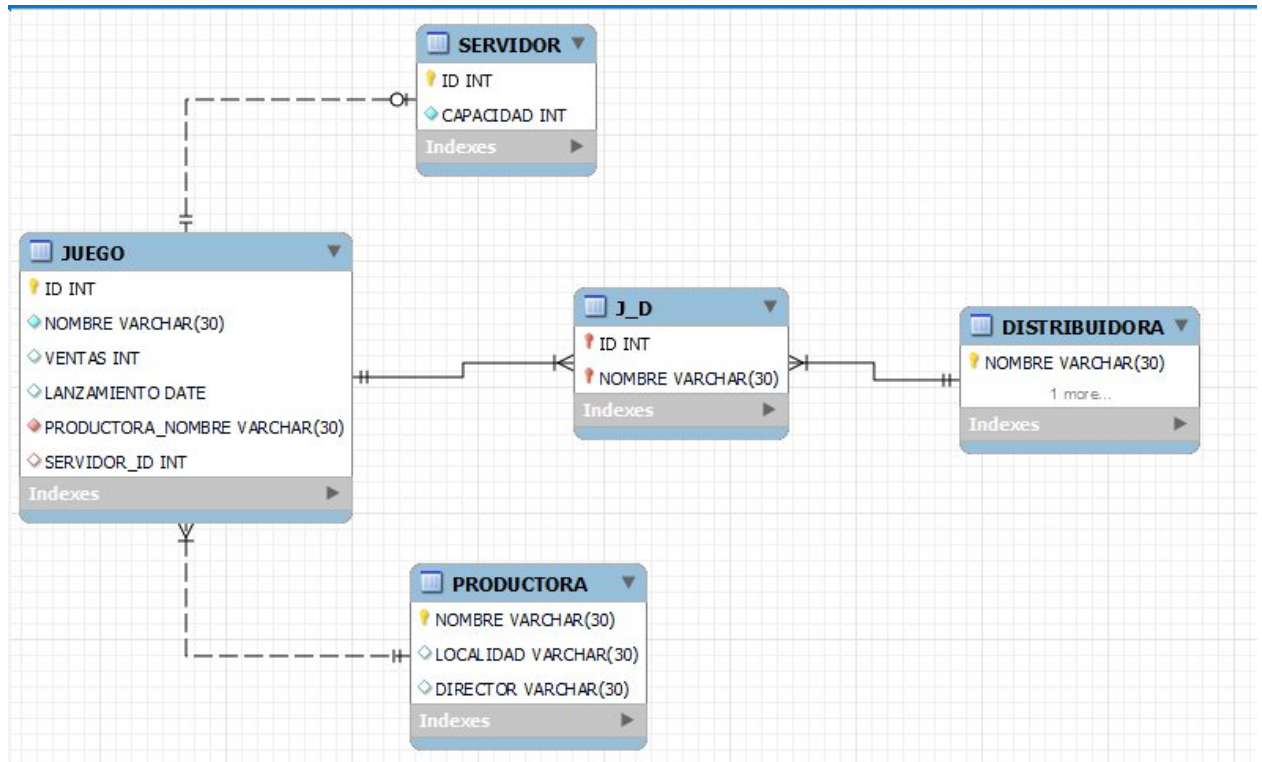 SERVIDOR
ID INT
CAPACIDAD INT
Indexes
JUEGO
ID INT
NOMBRE VARCHAR(30)
VENTAS INT
LANZAMIENTO DATE
PRODUCTORA_NOMBRE VARCHAR(30)
SERVIDOR_ID INT
Indexes
J_D
ID INT
NOMBRE VARCHAR(30)
Indexes
DISTRIBUIDORA
NOMBRE VARCHAR(30)
1 more...
Indexes
PRODUCTORA
NOMBRE VARCHAR(30)
LOCALIDAD VARCHAR(30)
DIRECTOR VARCHAR(30)
Indexes